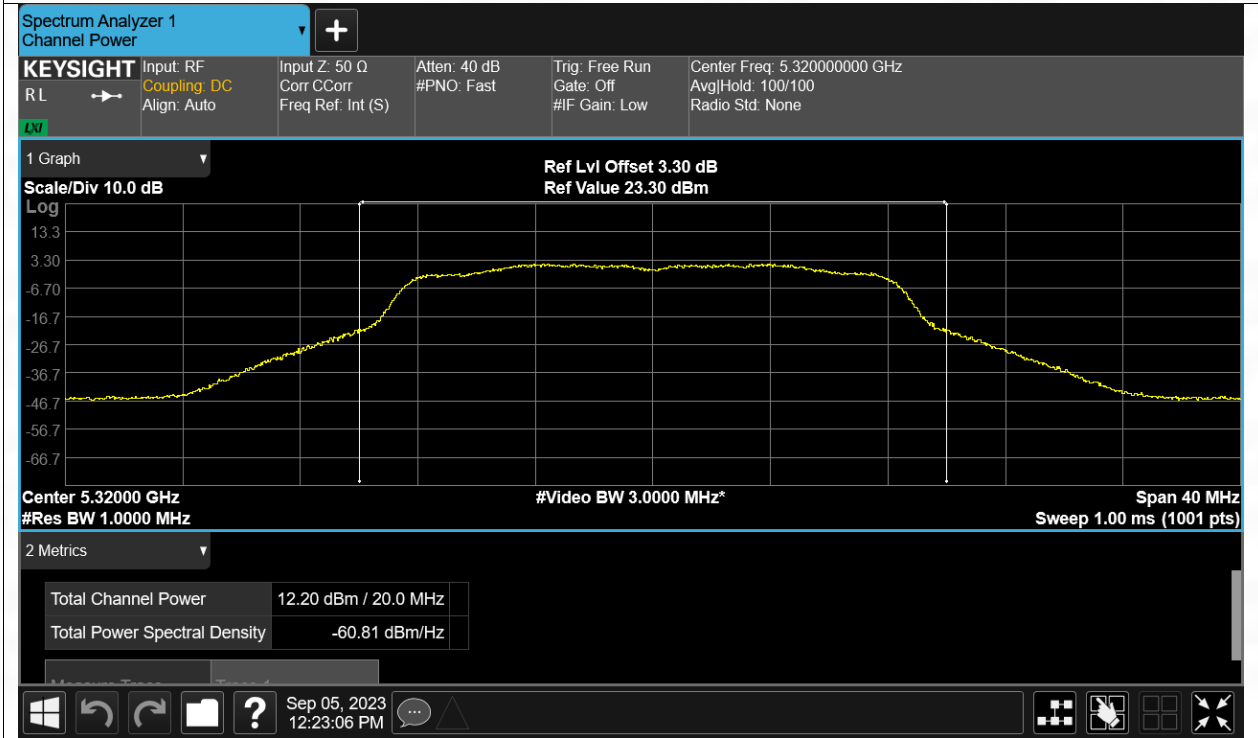 Spectrum Analyzer 1
Channel Power
KEYSIGHT
R L
LXI
Input: RF
Coupling: DC
Align: Auto
Input Z: 50 Ω
Corr CCorr
Freq Ref: Int (S)
Atten: 40 dB
#PNO: Fast
Trig: Free Run
Gate: Off
#IF Gain: Low
Center Freq: 5.320000000 GHz
Avg|Hold: 100/100
Radio Std: None
1 Graph
Scale/Div 10.0 dB
Ref Lvl Offset 3.30 dB
Ref Value 23.30 dBm
Log
13.3
3.30
-6.70
-16.7
-26.7
-36.7
-46.7
-56.7
-66.7
Center 5.32000 GHz
#Video BW 3.0000 MHz*
Span 40 MHz
#Res BW 1.0000 MHz
Sweep 1.00 ms (1001 pts)
2 Metrics
Total Channel Power 12.20 dBm / 20.0 MHz
Total Power Spectral Density -60.81 dBm/Hz
Sep 05, 2023
12:23:06 PM